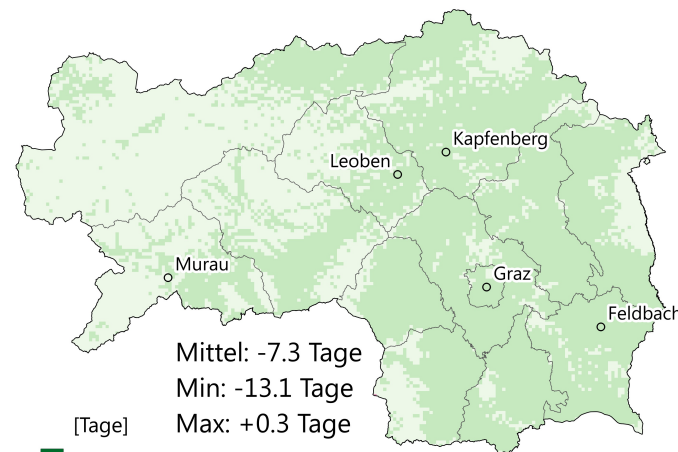 Kapfenberg
Leoben
Murau
Graz
Feldbach
Mittel: -7.3 Tage
Min: -13.1 Tage
Max: +0.3 Tage
[Tage]